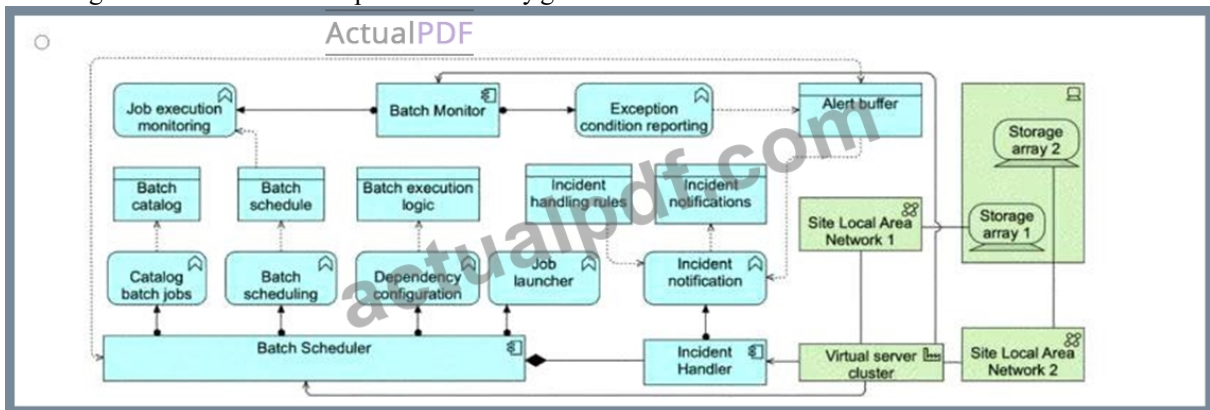 ActualPDF
Job execution
monitoring
Batch Monitor
Exception
condition reporting
Alert buffer
Storage
array 2
Batch
catalog
Batch
schedule
Batch execution
logic
Incident
handling rules
Incident
notifications
Site Local Area
Network 1
Storage
array 1
Catalog
batch jobs
Batch
scheduling
Dependency
configuration
Job
launcher
Incident
notification
Batch Scheduler
Incident
Handler
Virtual server
cluster
Site Local Area
Network 2
actualpdf.com